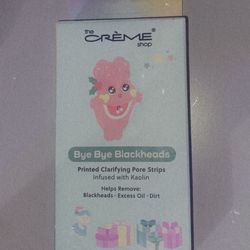 the
CRÈME®
shop
Bye Bye Blackheads
Printed Clarifying Pore Strips
Infused with Kaolin
Helps Remove:
Blackheads • Excess Oil • Dirt